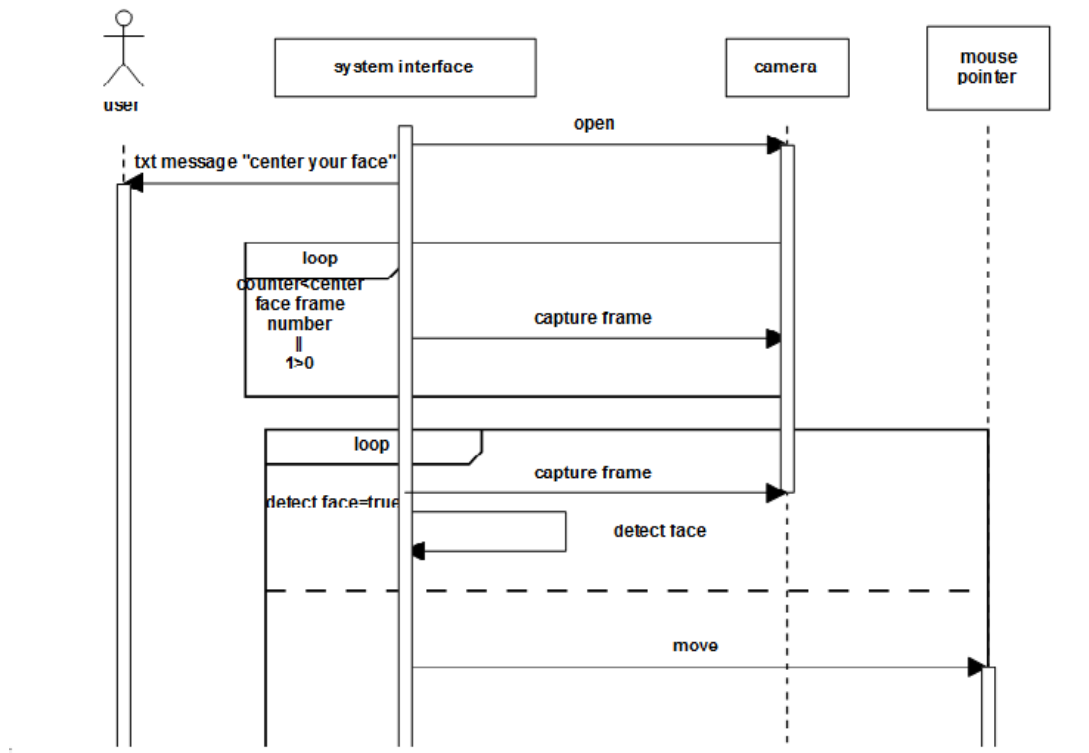 user
system interface
camera
mouse
pointer
open
txt message "center your face"
loop
counter<center
face frame
number
||
1>0
capture frame
loop
capture frame
detect face=true
detect face
move